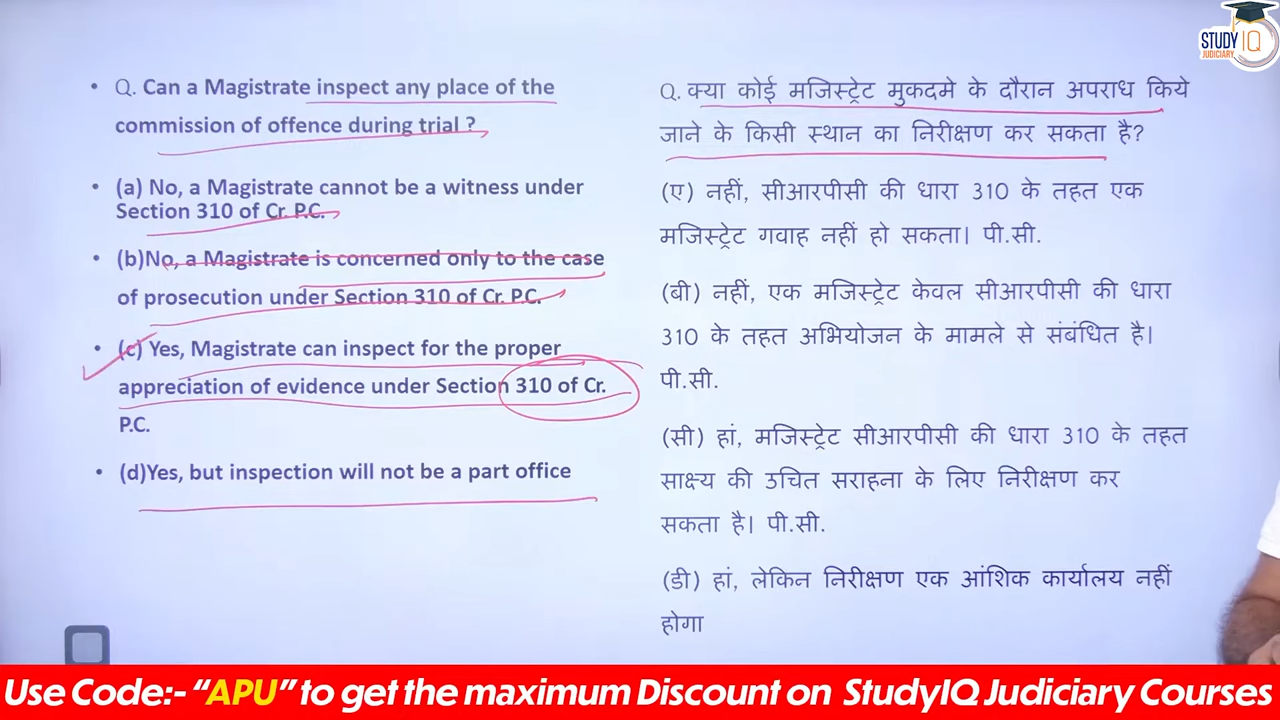 STUDY IQ
JUDICIARY
• Q. Can a Magistrate inspect any place of the
commission of offence during trial ?
• (a) No, a Magistrate cannot be a witness under
Section 310 of Cr. P.C.
• (b)No, a Magistrate is concerned only to the case
of prosecution under Section 310 of Cr. P.C.
• (c) Yes, Magistrate can inspect for the proper
appreciation of evidence under Section 310 of Cr.
P.C.
• (d)Yes, but inspection will not be a part office
Q. क्या कोई मजिस्ट्रेट मुकदमे के दौरान अपराध किये
जाने के किसी स्थान का निरीक्षण कर सकता है?
(ए) नहीं, सीआरपीसी की धारा 310 के तहत एक
मजिस्ट्रेट गवाह नहीं हो सकता। पी.सी.
(बी) नहीं, एक मजिस्ट्रेट केवल सीआरपीसी की धारा
310 के तहत अभियोजन के मामले से संबंधित है।
पी.सी.
(सी) हां, मजिस्ट्रेट सीआरपीसी की धारा 310 के तहत
साक्ष्य की उचित सराहना के लिए निरीक्षण कर
सकता है। पी.सी.
(डी) हां, लेकिन निरीक्षण एक आंशिक कार्यालय नहीं
होगा
Use Code:- “APU” to get the maximum Discount on StudyIQ Judiciary Courses